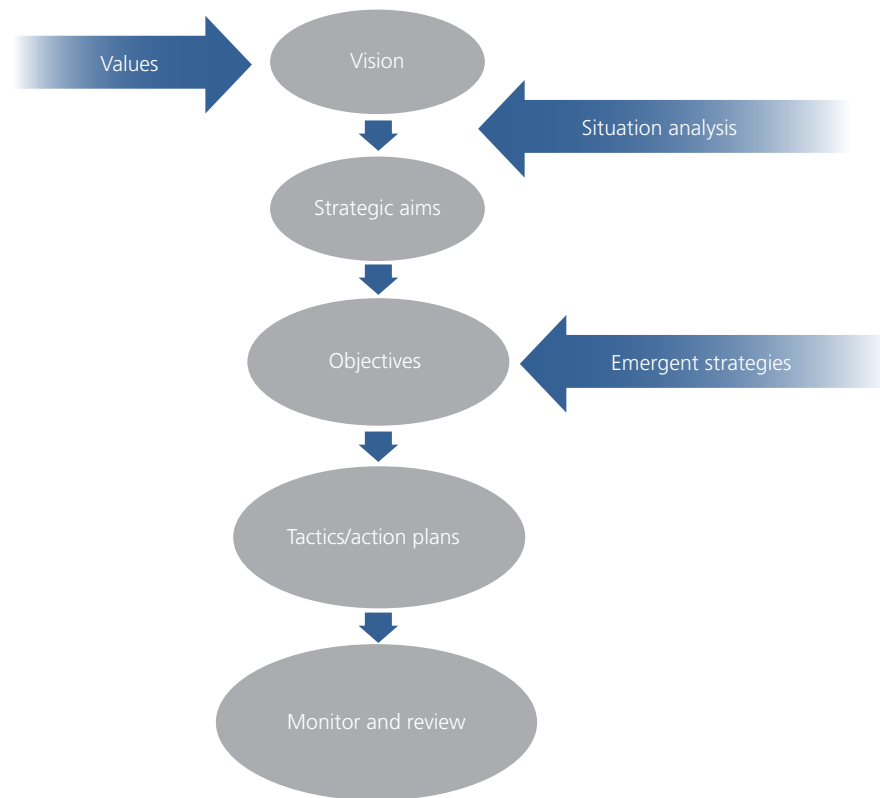 Values
Vision
Situation analysis
Strategic aims
Objectives
Emergent strategies
Tactics/action plans
Monitor and review